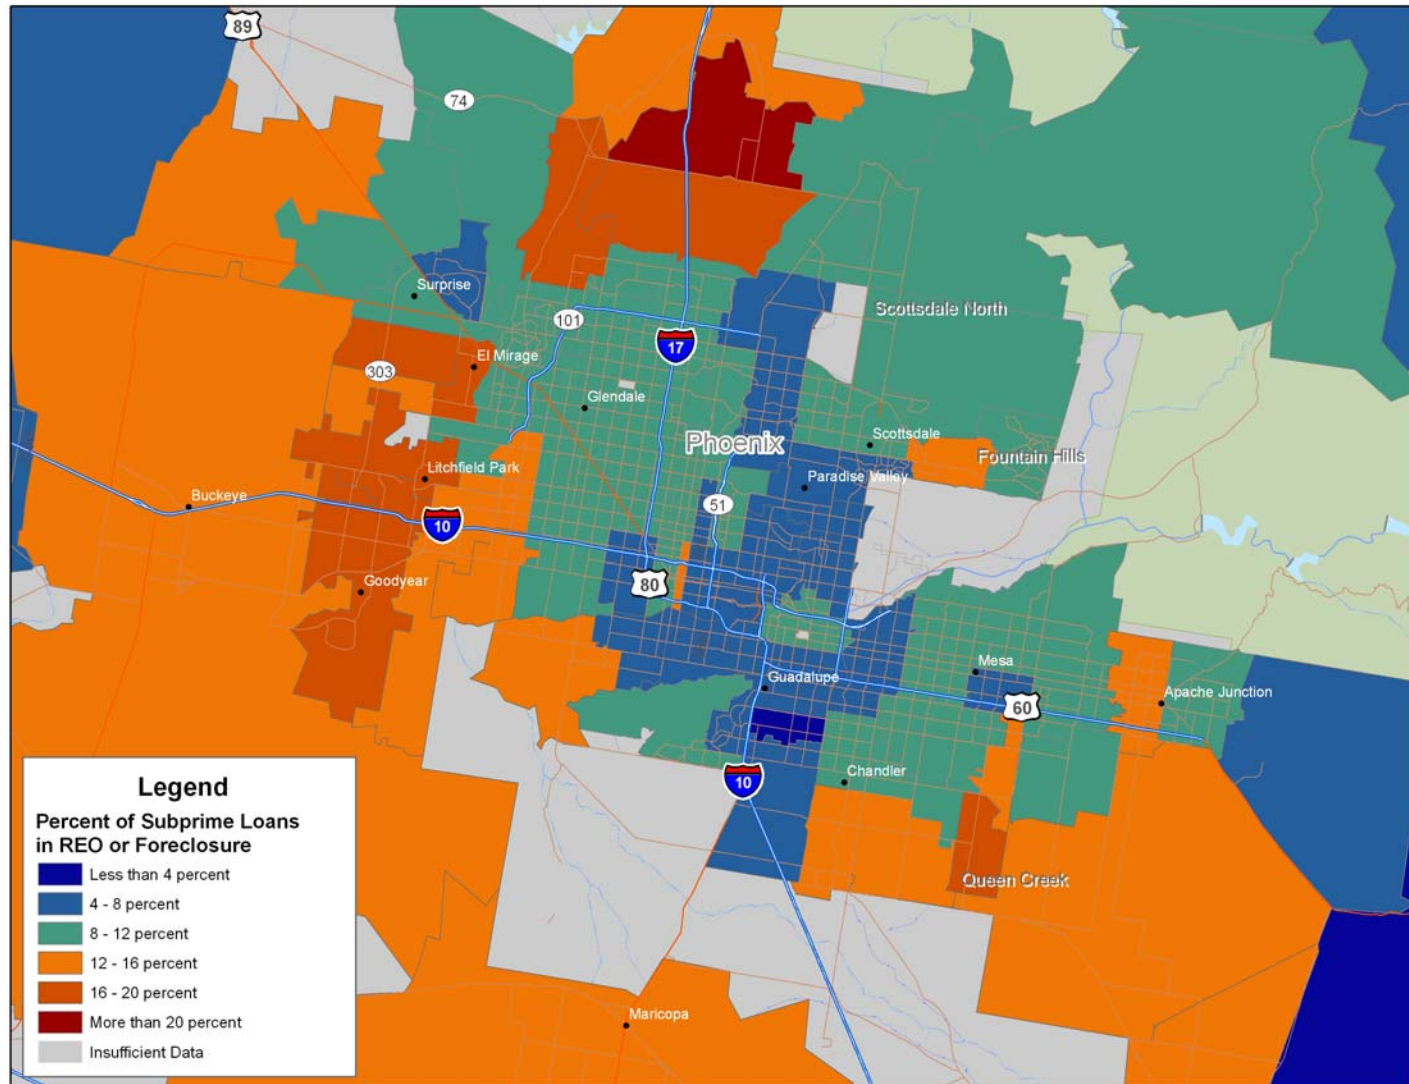 89
74
Surprise
Scottsdale North
101
17
El Mirage
303
Glendale
Phoenix
Scottsdale
Fountain Hills
Litchfield Park
Paradise Valley
Buckeye
51
10
80
Goodyear
Mesa
Guadalupe
Apache Junction
60
10
Chandler
Queen Creek
Maricopa
Legend
Percent of Subprime Loans
in REO or Foreclosure
Less than 4 percent
4 - 8 percent
8 - 12 percent
12 - 16 percent
16 - 20 percent
More than 20 percent
Insufficient Data